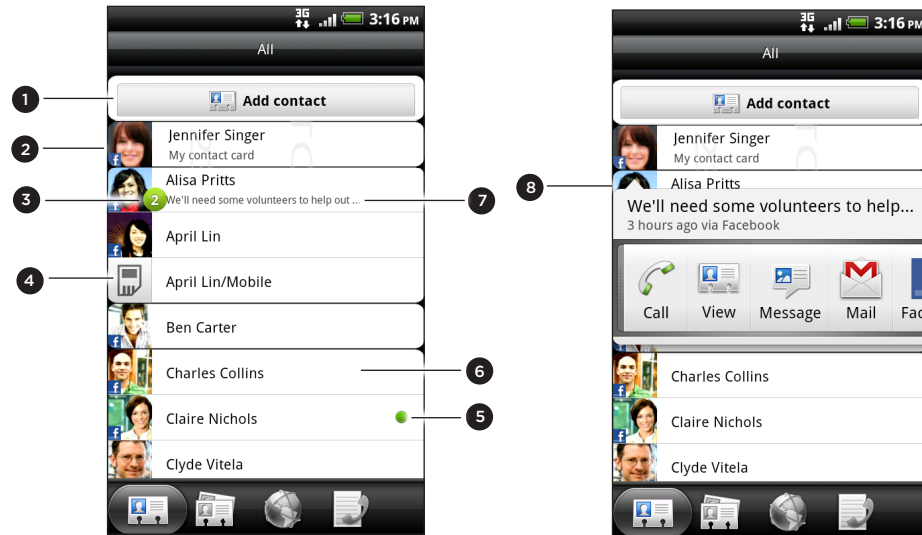 3G 3:16 PM
All
1 Add contact
2 Jennifer Singer
My contact card
Alisa Pritts
3 2 We'll need some volunteers to help out ... 7
April Lin
4 April Lin/Mobile
Ben Carter
Charles Collins 6
Claire Nichols 5
Clyde Vitela
3G 3:16 PM
All
Add contact
Jennifer Singer
My contact card
Alisa Pritts
8
We'll need some volunteers to help...
3 hours ago via Facebook
Call View Message Mail Fac
Charles Collins
Claire Nichols
Clyde Vitela